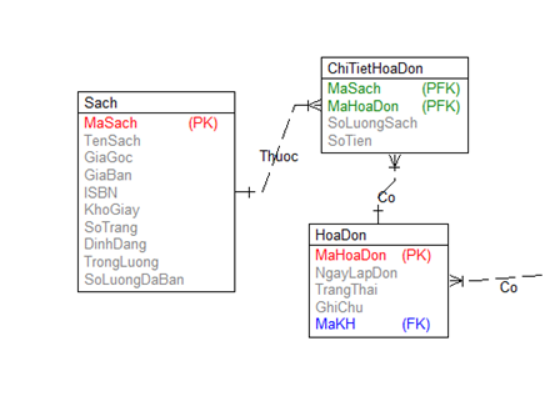 Sach
MaSach (PK)
TenSach
GiaGoc
GiaBan
ISBN
KhoGiay
SoTrang
DinhDang
TrongLuong
SoLuongDaBan
Thuoc
ChiTietHoaDon
MaSach (PFK)
MaHoaDon (PFK)
SoLuongSach
SoTien
Co
HoaDon
MaHoaDon (PK)
NgayLapDon
TrangThai
GhiChu
MaKH (FK)
Co